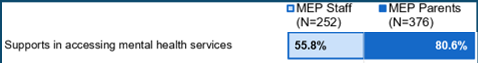 MEP Staff MEP Parents
(N=252) (N=376)
Supports in accessing mental health services 55.8% 80.6%